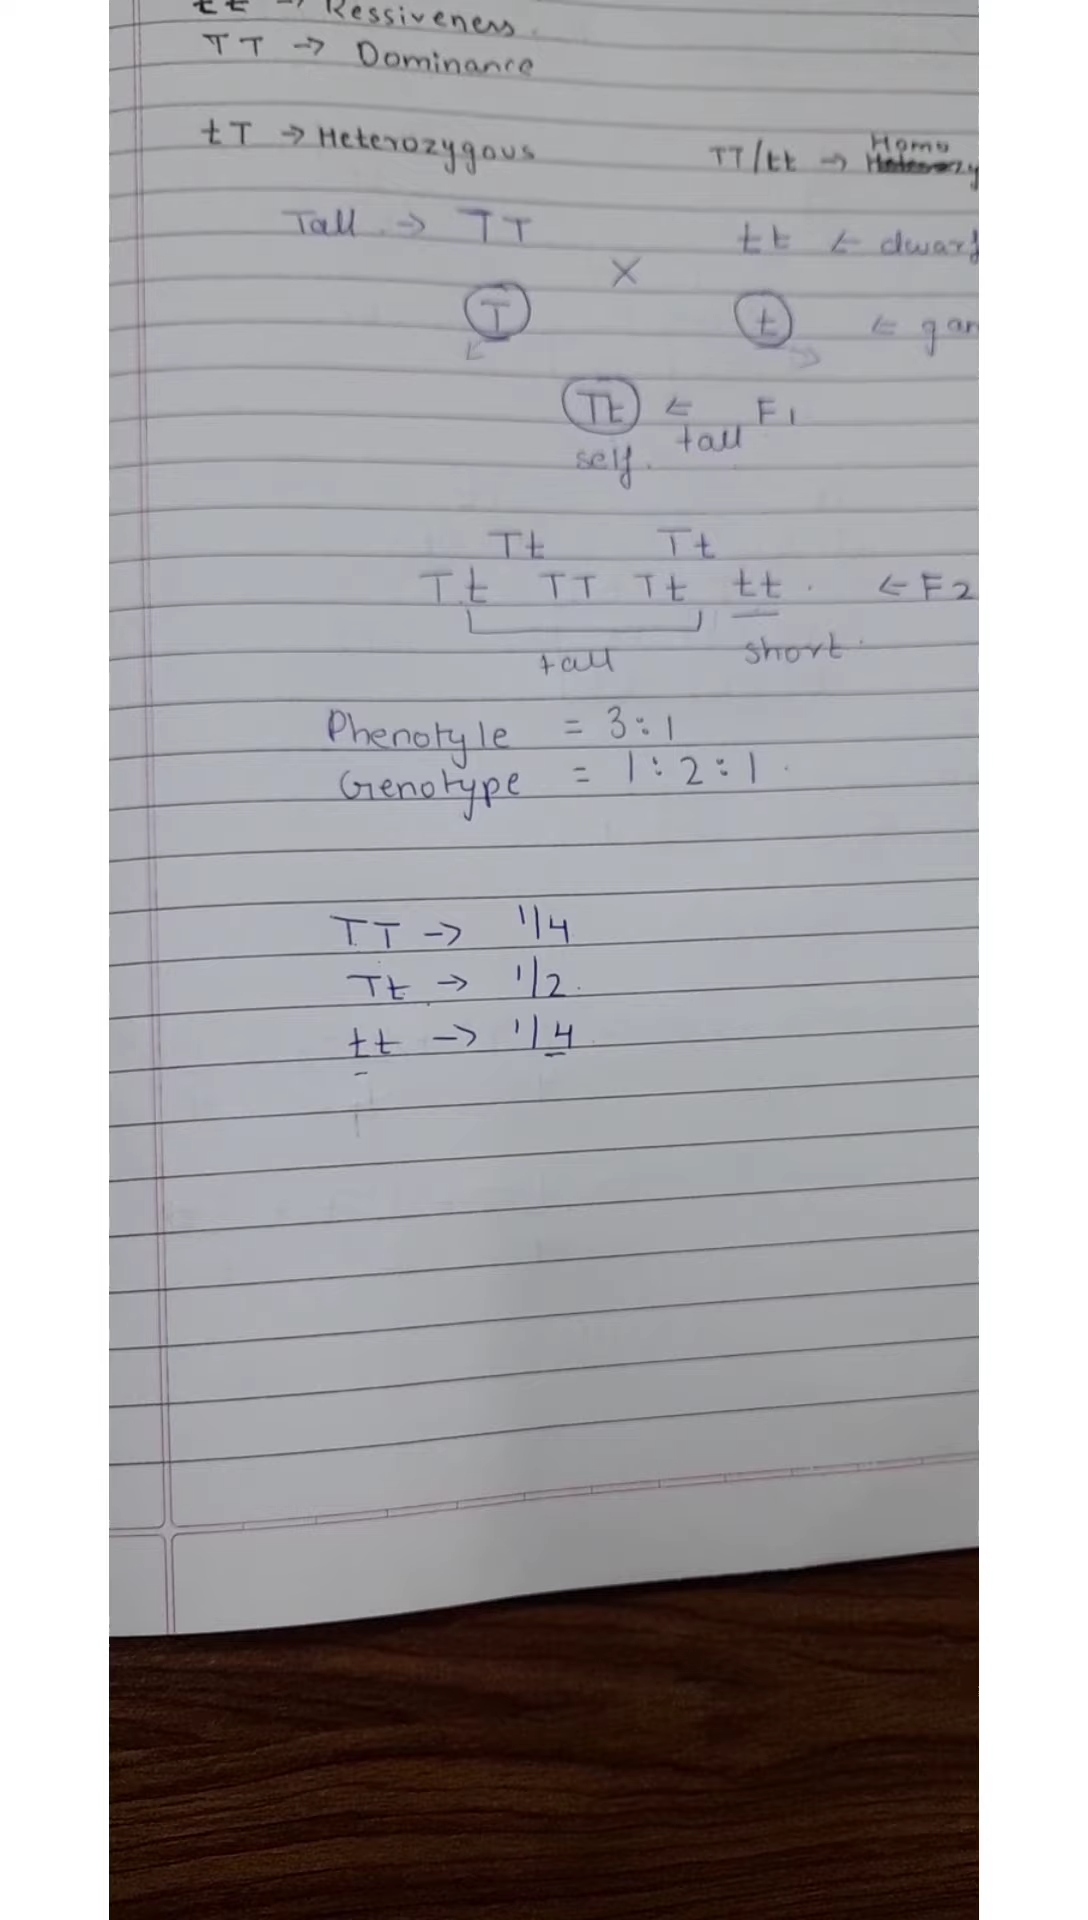 tt → Ressiveness.
TT → Dominance
tT → Heterozygous TT/tt → Homo
Tall → TT tt ← dwarf
X
T t ← gam
Tt ← F1
self. tall
Tt Tt
Tt TT Tt tt. ← F2
tall short.
Phenotyle = 3:1
Genotype = 1:2:1.
TT → 1/4
Tt → 1/2.
tt → 1/4